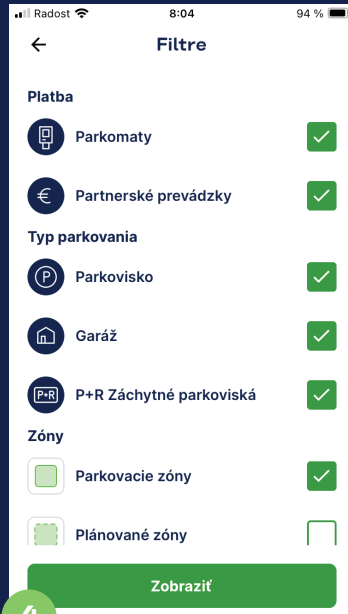 Radost 8:04 94 %
Filtre
Platba
Parkomaty
€ Partnerské prevádzky
Typ parkovania
P Parkovisko
Garáž
P+R P+R Záchytné parkoviská
Zóny
Parkovacie zóny
Plánované zóny
Zobraziť
4